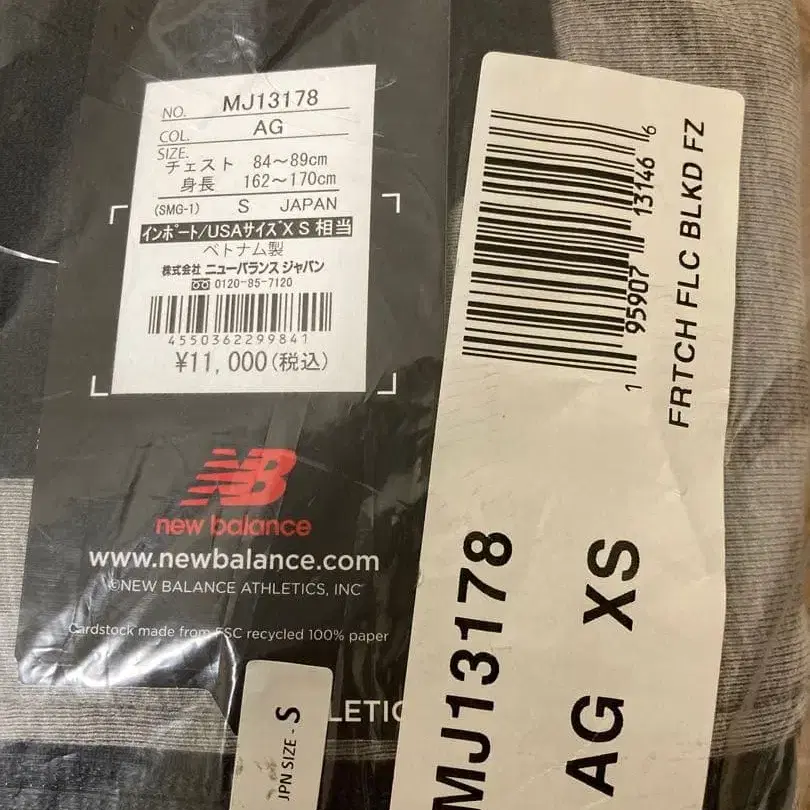 NO. MJ13178
COL. AG
SIZE.
チェスト 84~89cm
身長 162~170cm
(SMG-1) S JAPAN
インポート/USAサイズXS相当
ベトナム製
株式会社 ニューバランス ジャパン
0120-85-7120
4550362299841
¥11,000(税込)
NB
new balance
www.newbalance.com
©NEW BALANCE ATHLETICS, INC
Cardstock made from FSC recycled 100% paper
LETIC
JPN SIZE - S
1 95907 13146 6
FRTCH FLC BLKD FZ
MJ13178
AG XS